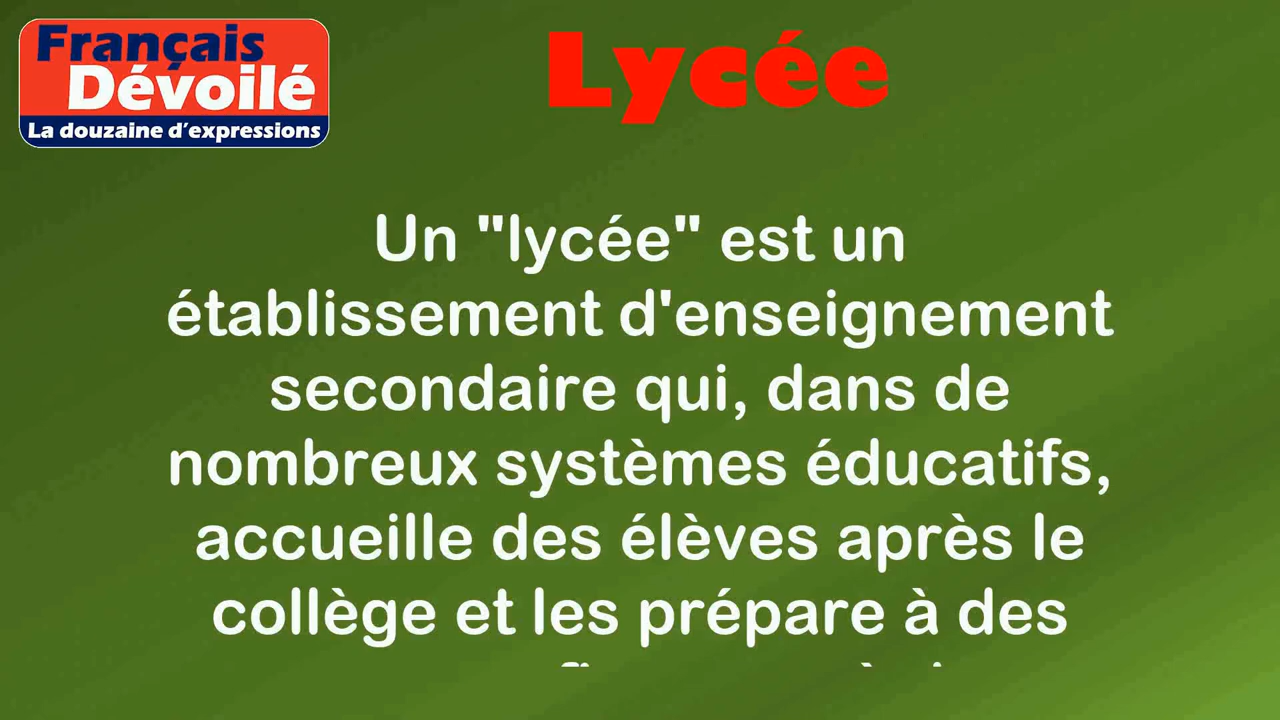 Français
Dévoilé
La douzaine d'expressions
Lycée
Un "lycée" est un
établissement d'enseignement
secondaire qui, dans de
nombreux systèmes éducatifs,
accueille des élèves après le
collège et les prépare à des